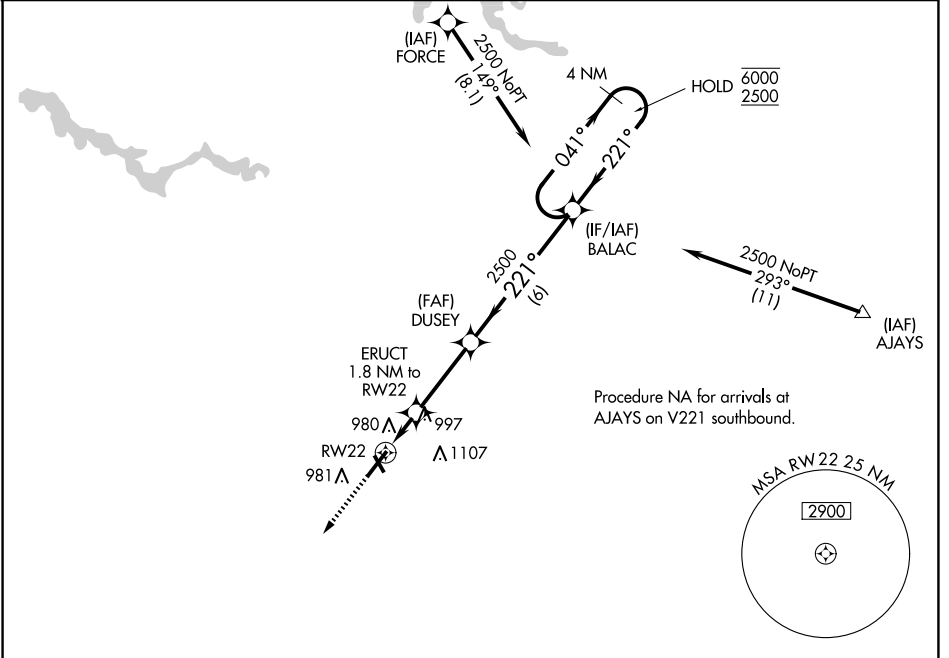 (IAF)
FORCE
2500 NoPT
149°
(8.1)
4 NM
HOLD
6000
2500
041°
221°
(IF/IAF)
BALAC
2500
221°
(6)
2500 NoPT
293°
(11)
(IAF)
AJAYS
(FAF)
DUSEY
ERUCT
1.8 NM to
RW22
Procedure NA for arrivals at
AJAYS on V221 southbound.
980
997
RW22
1107
981
MSA RW22 25 NM
2900